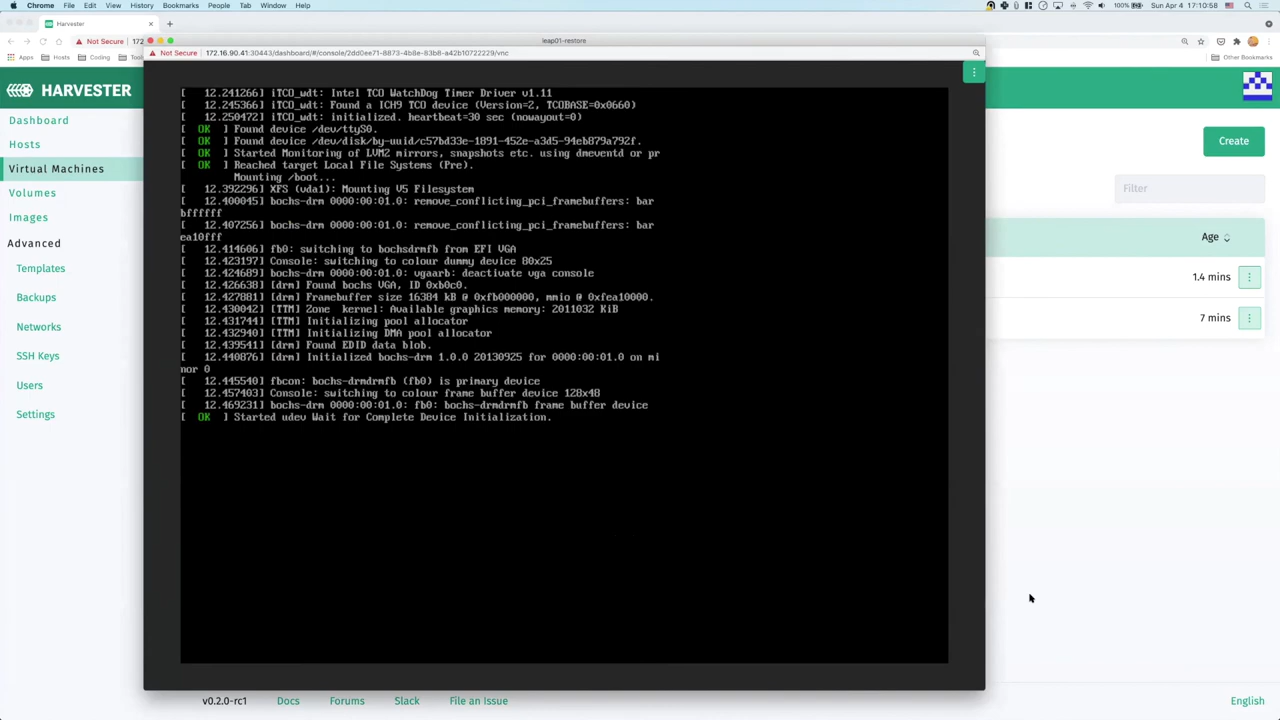 Chrome File Edit View History Bookmarks People Tab Window Help 100% Sun Apr 4 17:10:58
Harvester
Not Secure 172
Apps Hosts Coding Other Bookmarks
leap01-restore
Not Secure 172.16.90.41:30443/dashboard/#/console/2dd0ee71-8873-4b8e-83b8-a42b10722229/vnc
HARVESTER
Dashboard
Hosts
Virtual Machines
Volumes
Images
Advanced
Templates
Backups
Networks
SSH Keys
Users
Settings
[ 12.241266] iTCO_wdt: Intel TCO WatchDog Timer Driver v1.11
[ 12.245366] iTCO_wdt: Found a ICH9 TCO device (Version=2, TCOBASE=0x0660)
[ 12.250472] iTCO_wdt: initialized. heartbeat=30 sec (nowayout=0)
[ OK ] Found device /dev/ttyS0.
[ OK ] Found device /dev/disk/by-uuid/c57bd33e-1891-452e-a3d5-94eb879a792f.
[ OK ] Started Monitoring of LVM2 mirrors, snapshots etc. using dmeventd or pr
[ OK ] Reached target Local File Systems (Pre).
Mounting /boot...
[ 12.392296] XFS (vda1): Mounting V5 Filesystem
[ 12.400045] bochs-drm 0000:00:01.0: remove_conflicting_pci_framebuffers: bar
bffffff
[ 12.407256] bochs-drm 0000:00:01.0: remove_conflicting_pci_framebuffers: bar
ea10fff
[ 12.414606] fb0: switching to bochsdrmfb from EFI VGA
[ 12.423197] Console: switching to colour dummy device 80x25
[ 12.424689] bochs-drm 0000:00:01.0: vgaarb: deactivate vga console
[ 12.426638] [drm] Found bochs VGA, ID 0xb0c0.
[ 12.427881] [drm] Framebuffer size 16384 kB @ 0xfb000000, mmio @ 0xfea10000.
[ 12.430042] [TTM] Zone kernel: Available graphics memory: 2011032 KiB
[ 12.431744] [TTM] Initializing pool allocator
[ 12.432940] [TTM] Initializing DMA pool allocator
[ 12.439541] [drm] Found EDID data blob.
[ 12.440876] [drm] Initialized bochs-drm 1.0.0 20130925 for 0000:00:01.0 on mi
nor 0
[ 12.445540] fbcon: bochs-drmdrmfb (fb0) is primary device
[ 12.457403] Console: switching to colour frame buffer device 128x48
[ 12.469231] bochs-drm 0000:00:01.0: fb0: bochs-drmdrmfb frame buffer device
[ OK ] Started udev Wait for Complete Device Initialization.
Create
Filter
Age
1.4 mins
7 mins
v0.2.0-rc1 Docs Forums Slack File an Issue English